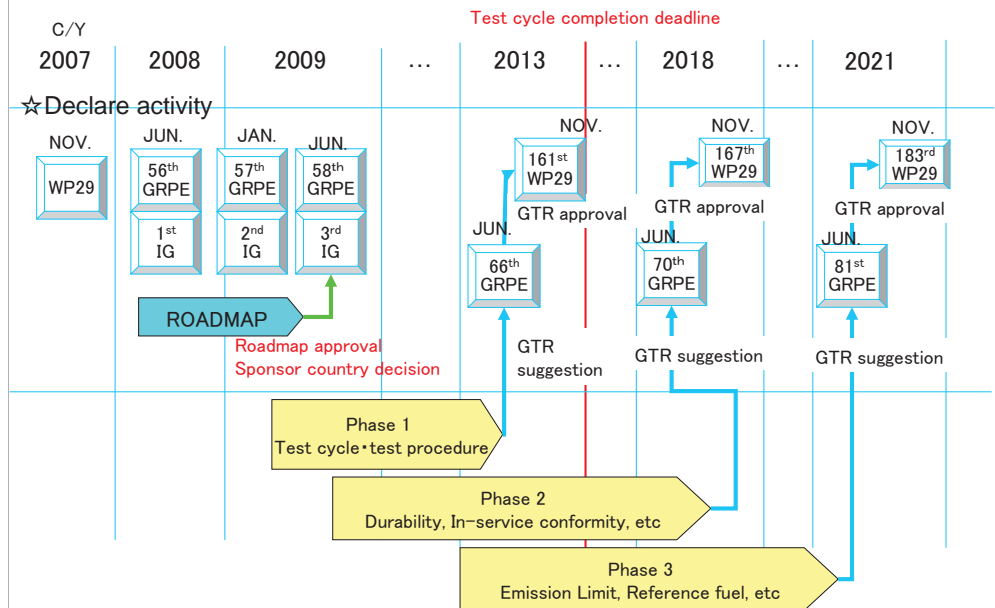 Test cycle completion deadline
C/Y
2007
2008
2009
...
2013
...
2018
...
2021
☆Declare activity
NOV.
WP29
JUN.
56th
GRPE
1st
IG
JAN.
57th
GRPE
2nd
IG
JUN.
58th
GRPE
3rd
IG
NOV.
161st
WP29
GTR approval
JUN.
66th
GRPE
NOV.
167th
WP29
GTR approval
JUN.
70th
GRPE
NOV.
183rd
WP29
GTR approval
JUN.
81st
GRPE
ROADMAP
Roadmap approval
Sponsor country decision
GTR
suggestion
GTR suggestion
GTR suggestion
Phase 1
Test cycle・test procedure
Phase 2
Durability, In-service conformity, etc
Phase 3
Emission Limit, Reference fuel, etc